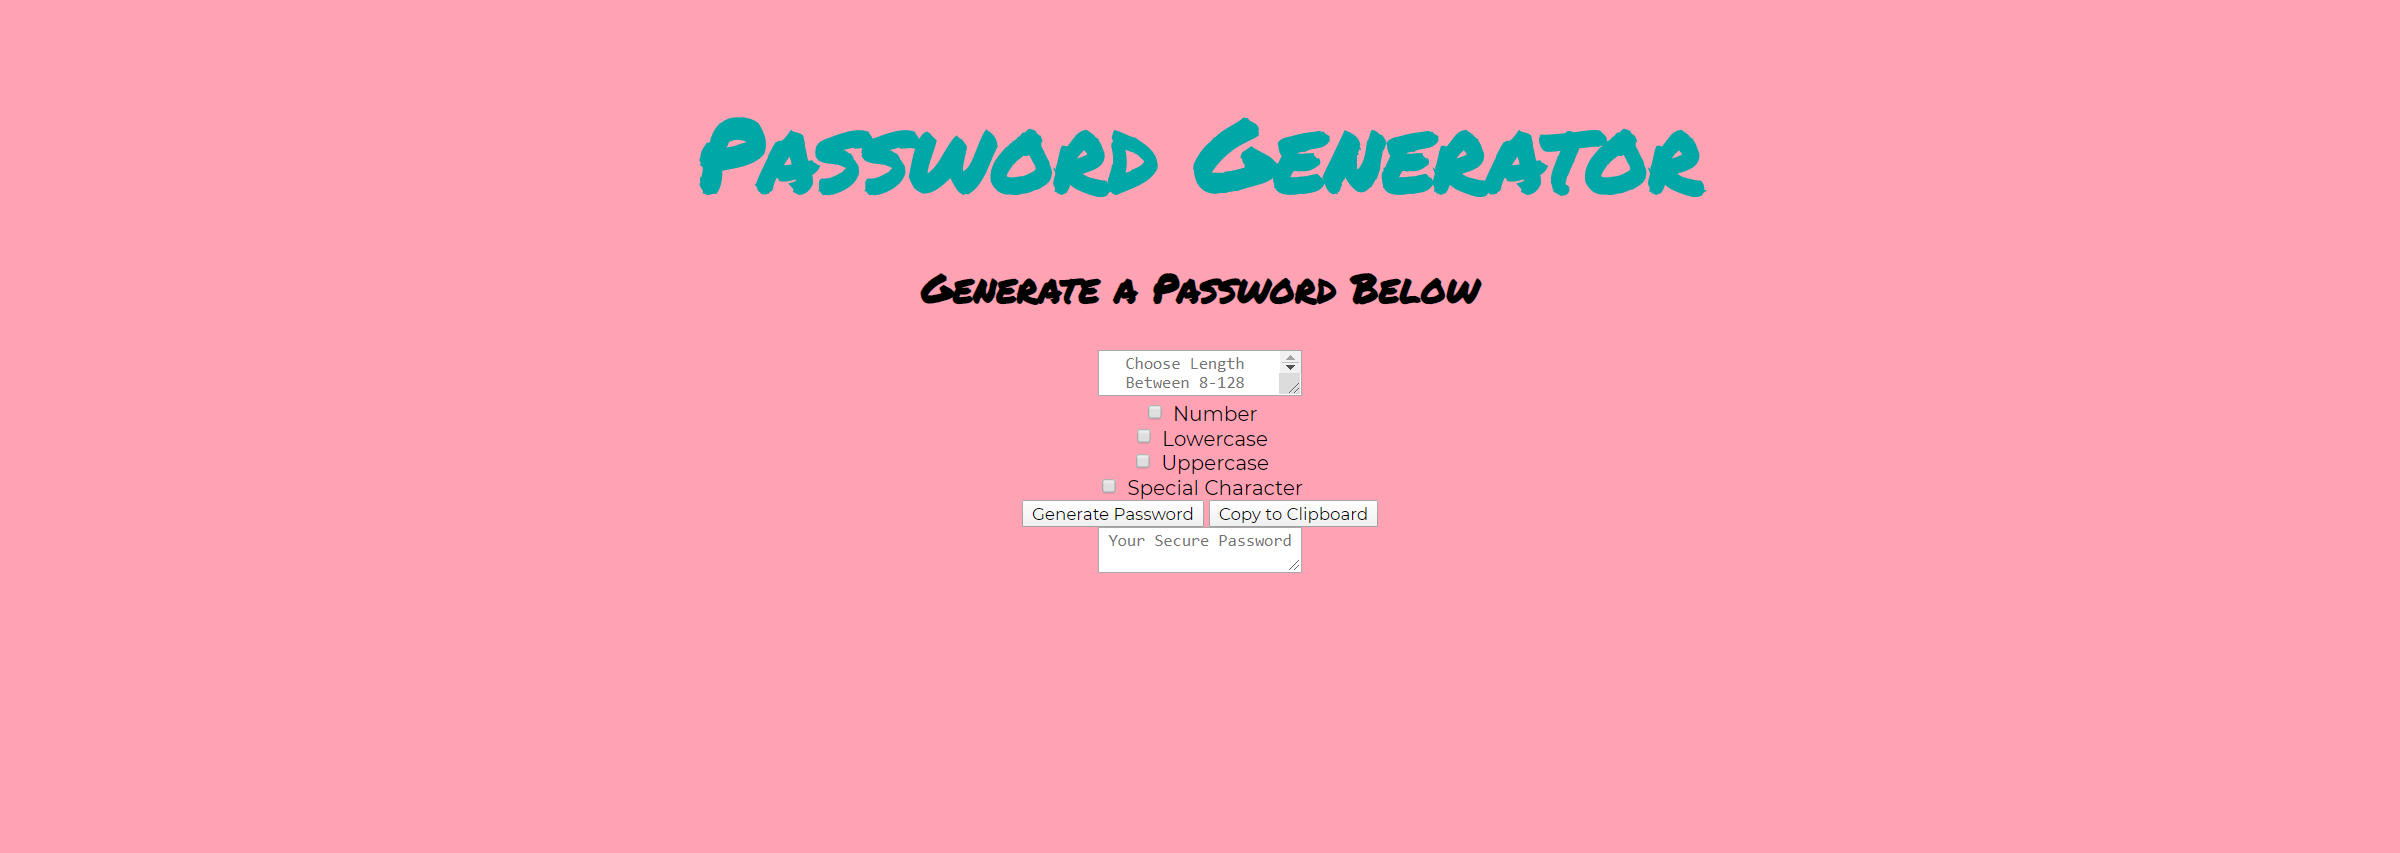 Password Generator
Generate a Password Below
Choose Length
Between 8-128
Number
Lowercase
Uppercase
Special Character
Generate Password Copy to Clipboard
Your Secure Password